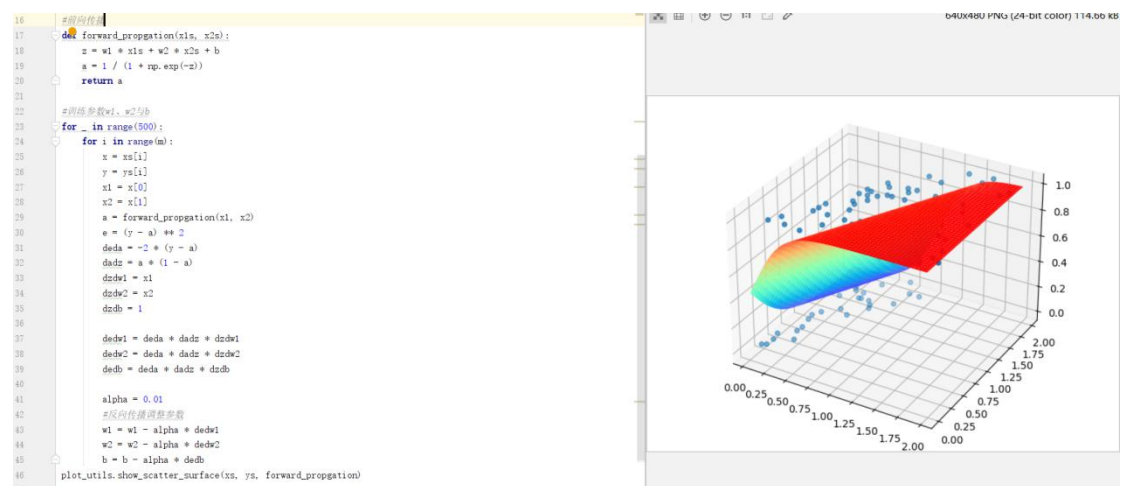 640x480 PNG (24-bit color) 114.66 kB
16 #前向传播
17 def forward_propgation(x1s, x2s):
18 z = w1 * x1s + w2 * x2s + b
19 a = 1 / (1 + np.exp(-z))
20 return a
21
22 #训练参数w1、w2与b
23 for _ in range(500):
24 for i in range(m):
25 x = xs[i]
26 y = ys[i]
27 x1 = x[0]
28 x2 = x[1]
29 a = forward_propgation(x1, x2)
30 e = (y - a) ** 2
31 deda = -2 * (y - a)
32 dadz = a * (1 - a)
33 dzdw1 = x1
34 dzdw2 = x2
35 dzdb = 1
36
37 dedw1 = deda * dadz * dzdw1
38 dedw2 = deda * dadz * dzdw2
39 dedb = deda * dadz * dzdb
40
41 alpha = 0.01
42 #反向传播调整参数
43 w1 = w1 - alpha * dedw1
44 w2 = w2 - alpha * dedw2
45 b = b - alpha * dedb
46 plot_utils.show_scatter_surface(xs, ys, forward_propgation)
1:1
1.0
0.8
0.6
0.4
0.2
0.0
2.00
1.75
1.50
1.25
1.00
0.75
0.50
0.25
0.00
0.00
0.25
0.50
0.75
1.00
1.25
1.50
1.75
2.00